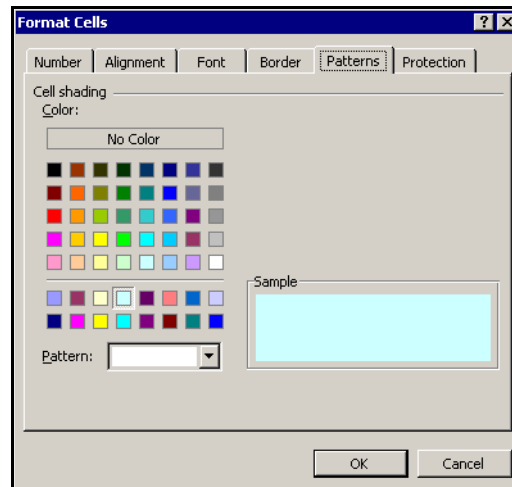 Format Cells
Number Alignment Font Border Patterns Protection
Cell shading
Color:
No Color
Sample
Pattern:
OK Cancel